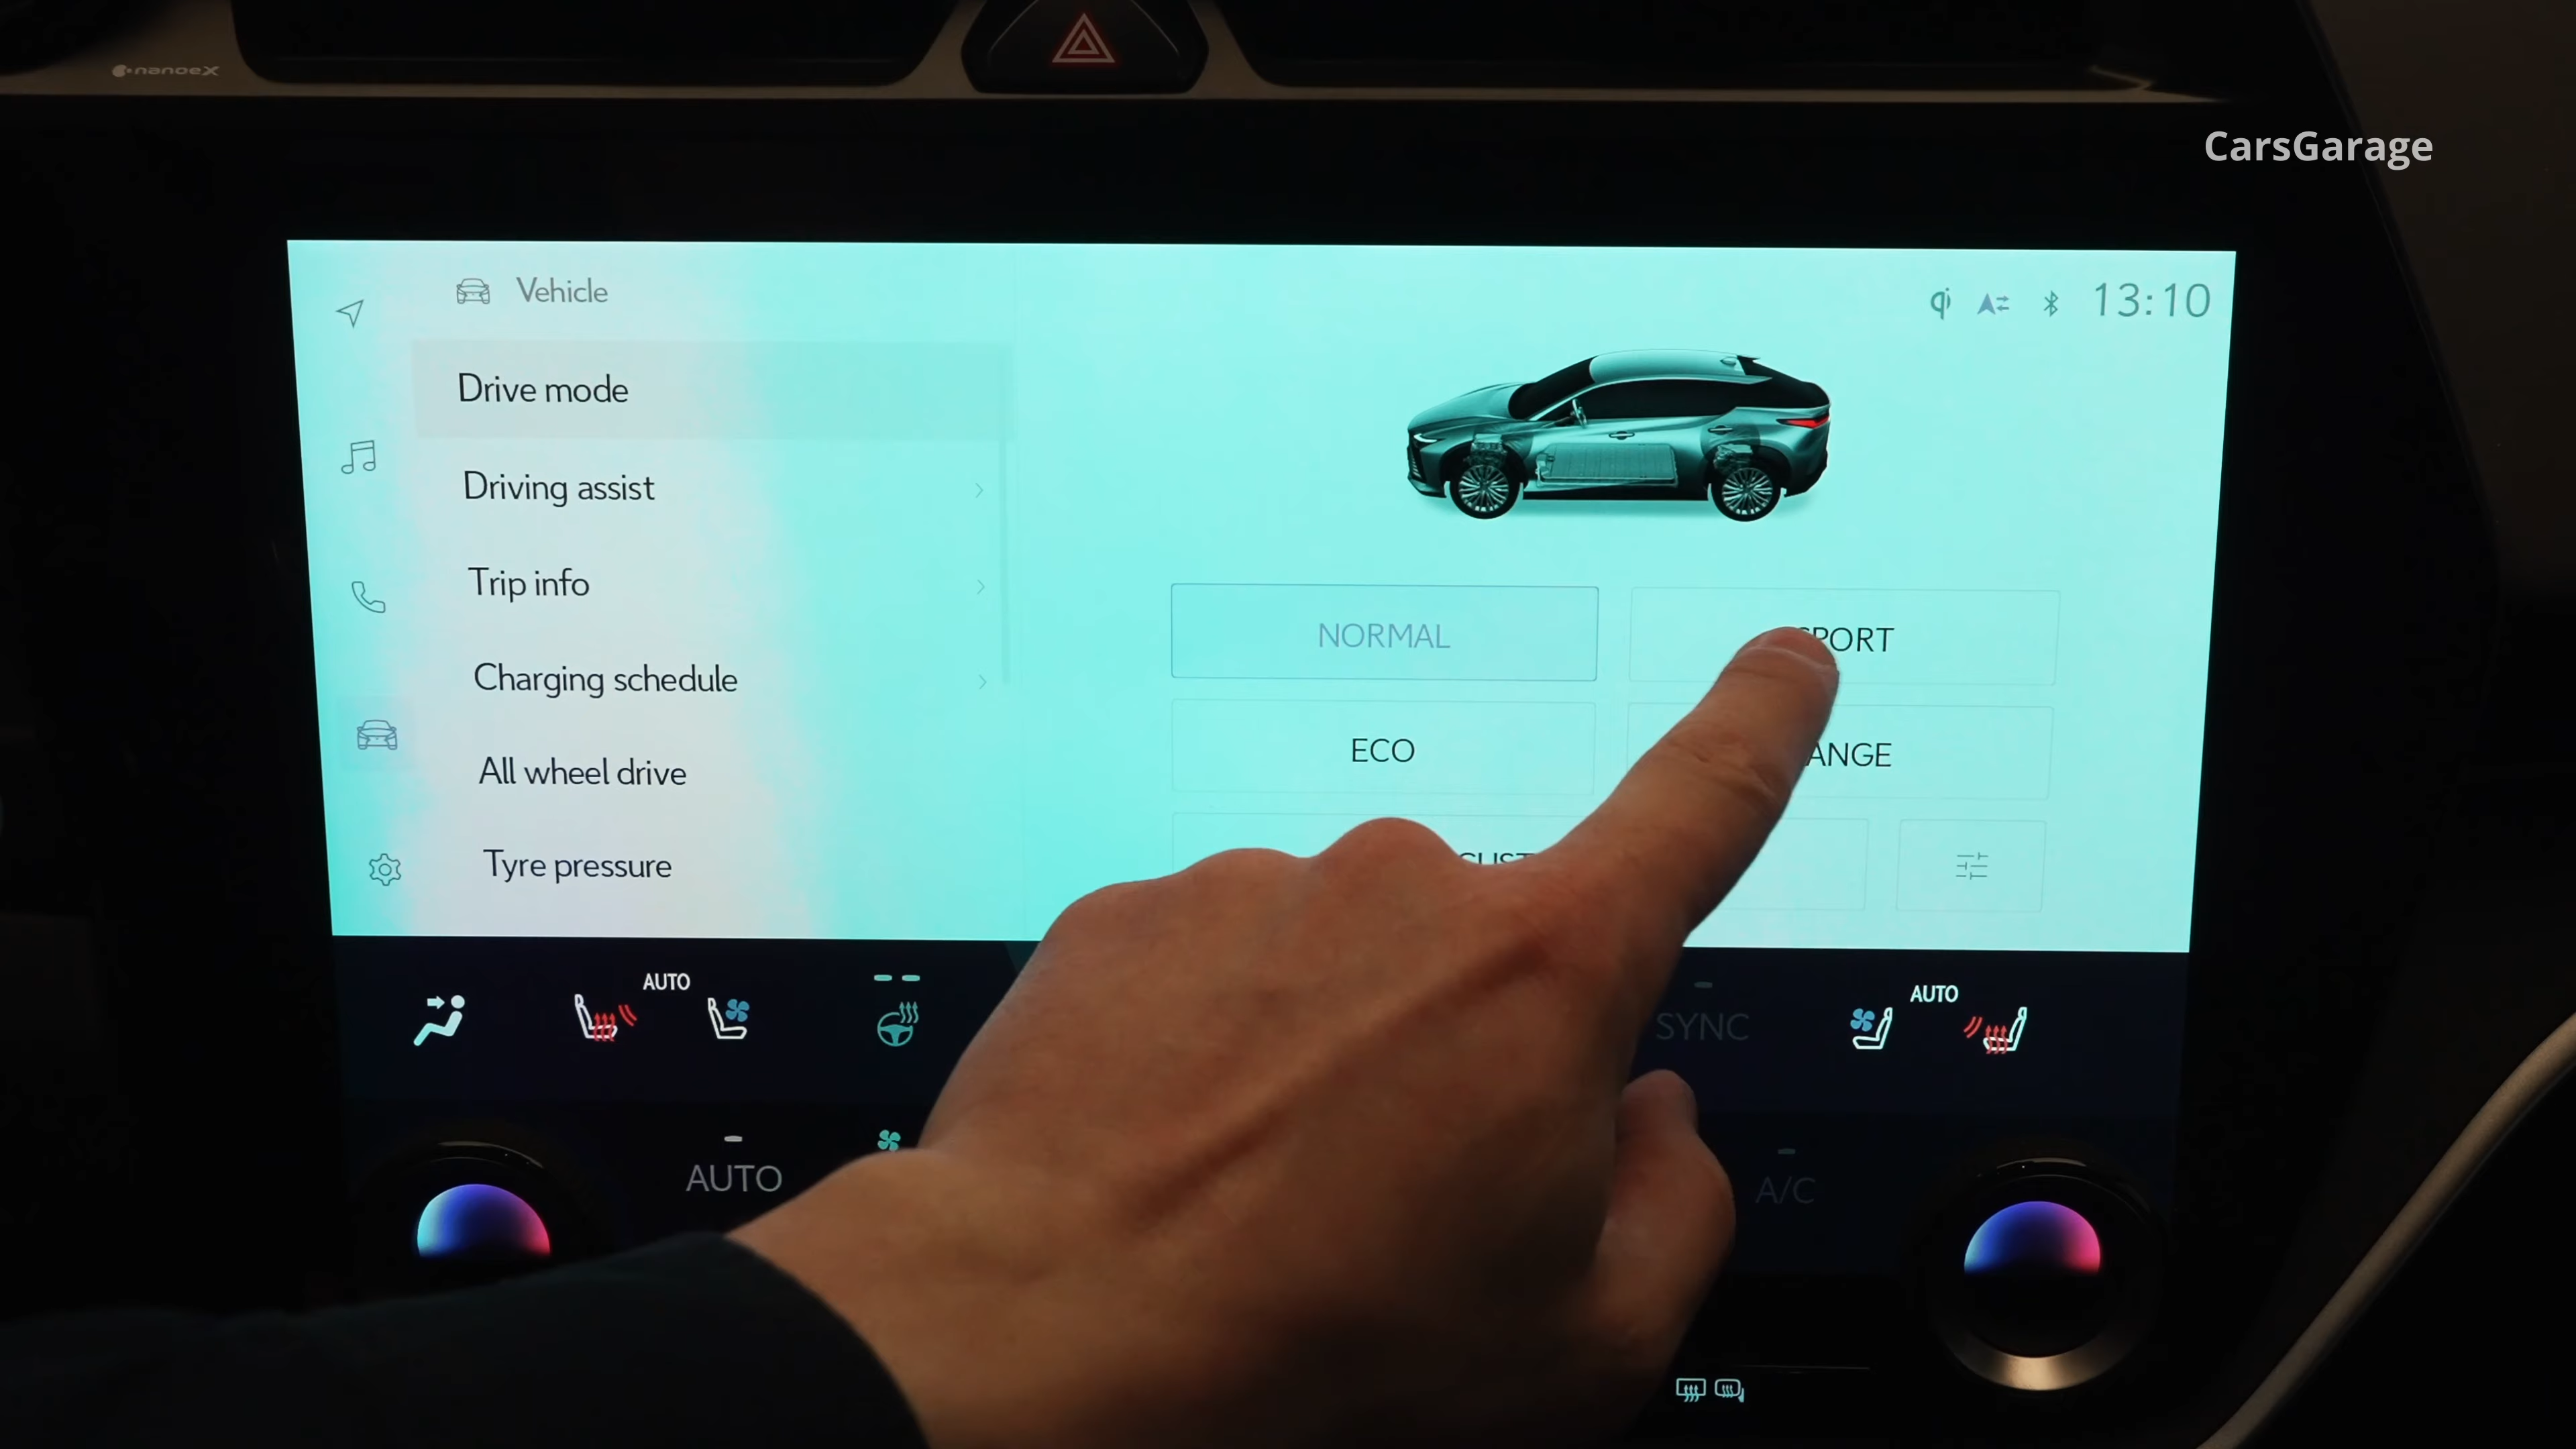 nanoeX
CarsGarage
Vehicle
13:10
Drive mode
Driving assist
Trip info
Charging schedule
All wheel drive
Tyre pressure
NORMAL
SPORT
ECO
ANGE
CUST
AUTO
SYNC
AUTO
AUTO
A/C